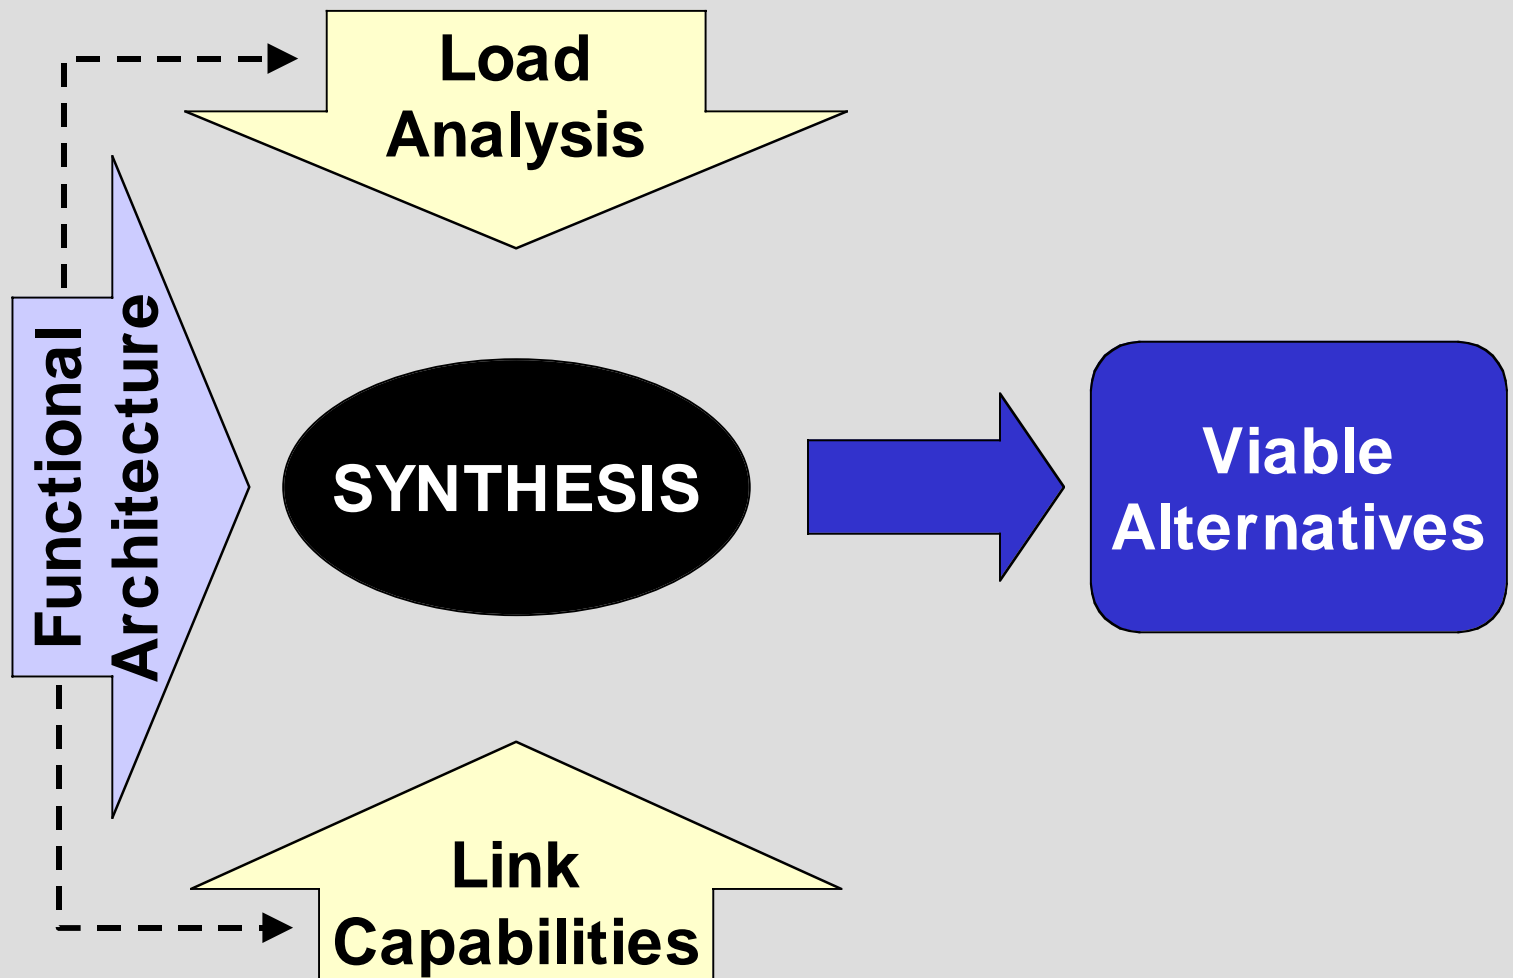 Load
Analysis
Functional
Architecture
SYNTHESIS
Viable
Alternatives
Link
Capabilities